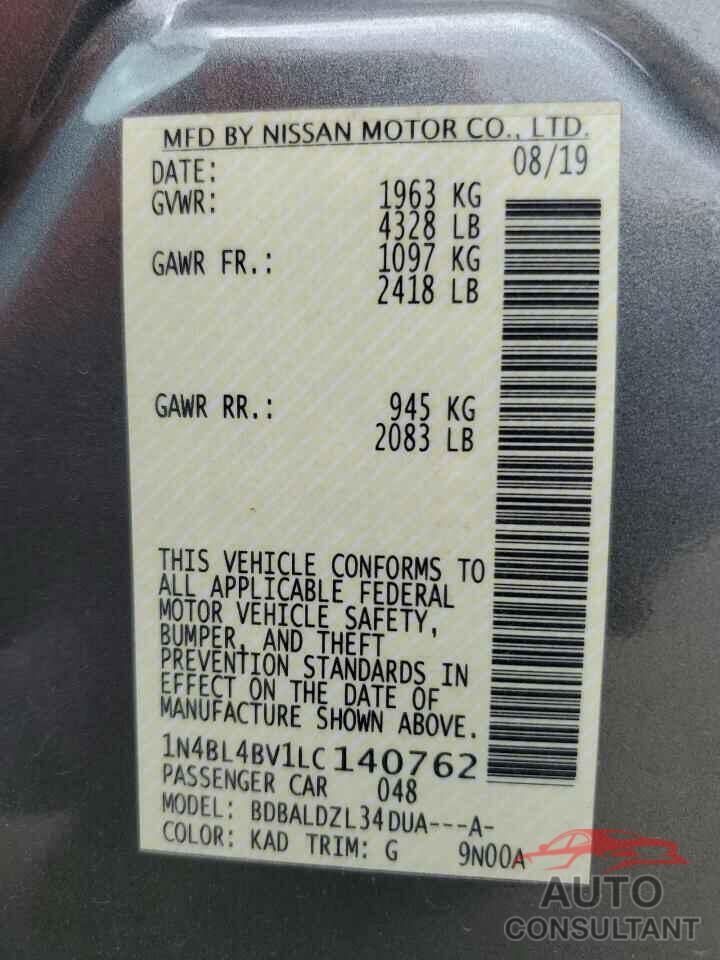 MFD BY NISSAN MOTOR CO., LTD.
DATE: 08/19
GVWR: 1963 KG
4328 LB
GAWR FR.: 1097 KG
2418 LB
GAWR RR.: 945 KG
2083 LB
THIS VEHICLE CONFORMS TO
ALL APPLICABLE FEDERAL
MOTOR VEHICLE SAFETY,
BUMPER, AND THEFT
PREVENTION STANDARDS IN
EFFECT ON THE DATE OF
MANUFACTURE SHOWN ABOVE.
1N4BL4BV1LC140762
PASSENGER CAR 048
MODEL: BDBALDZL34DUA---A-
COLOR: KAD TRIM: G 9N00A
AUTO
CONSULTANT